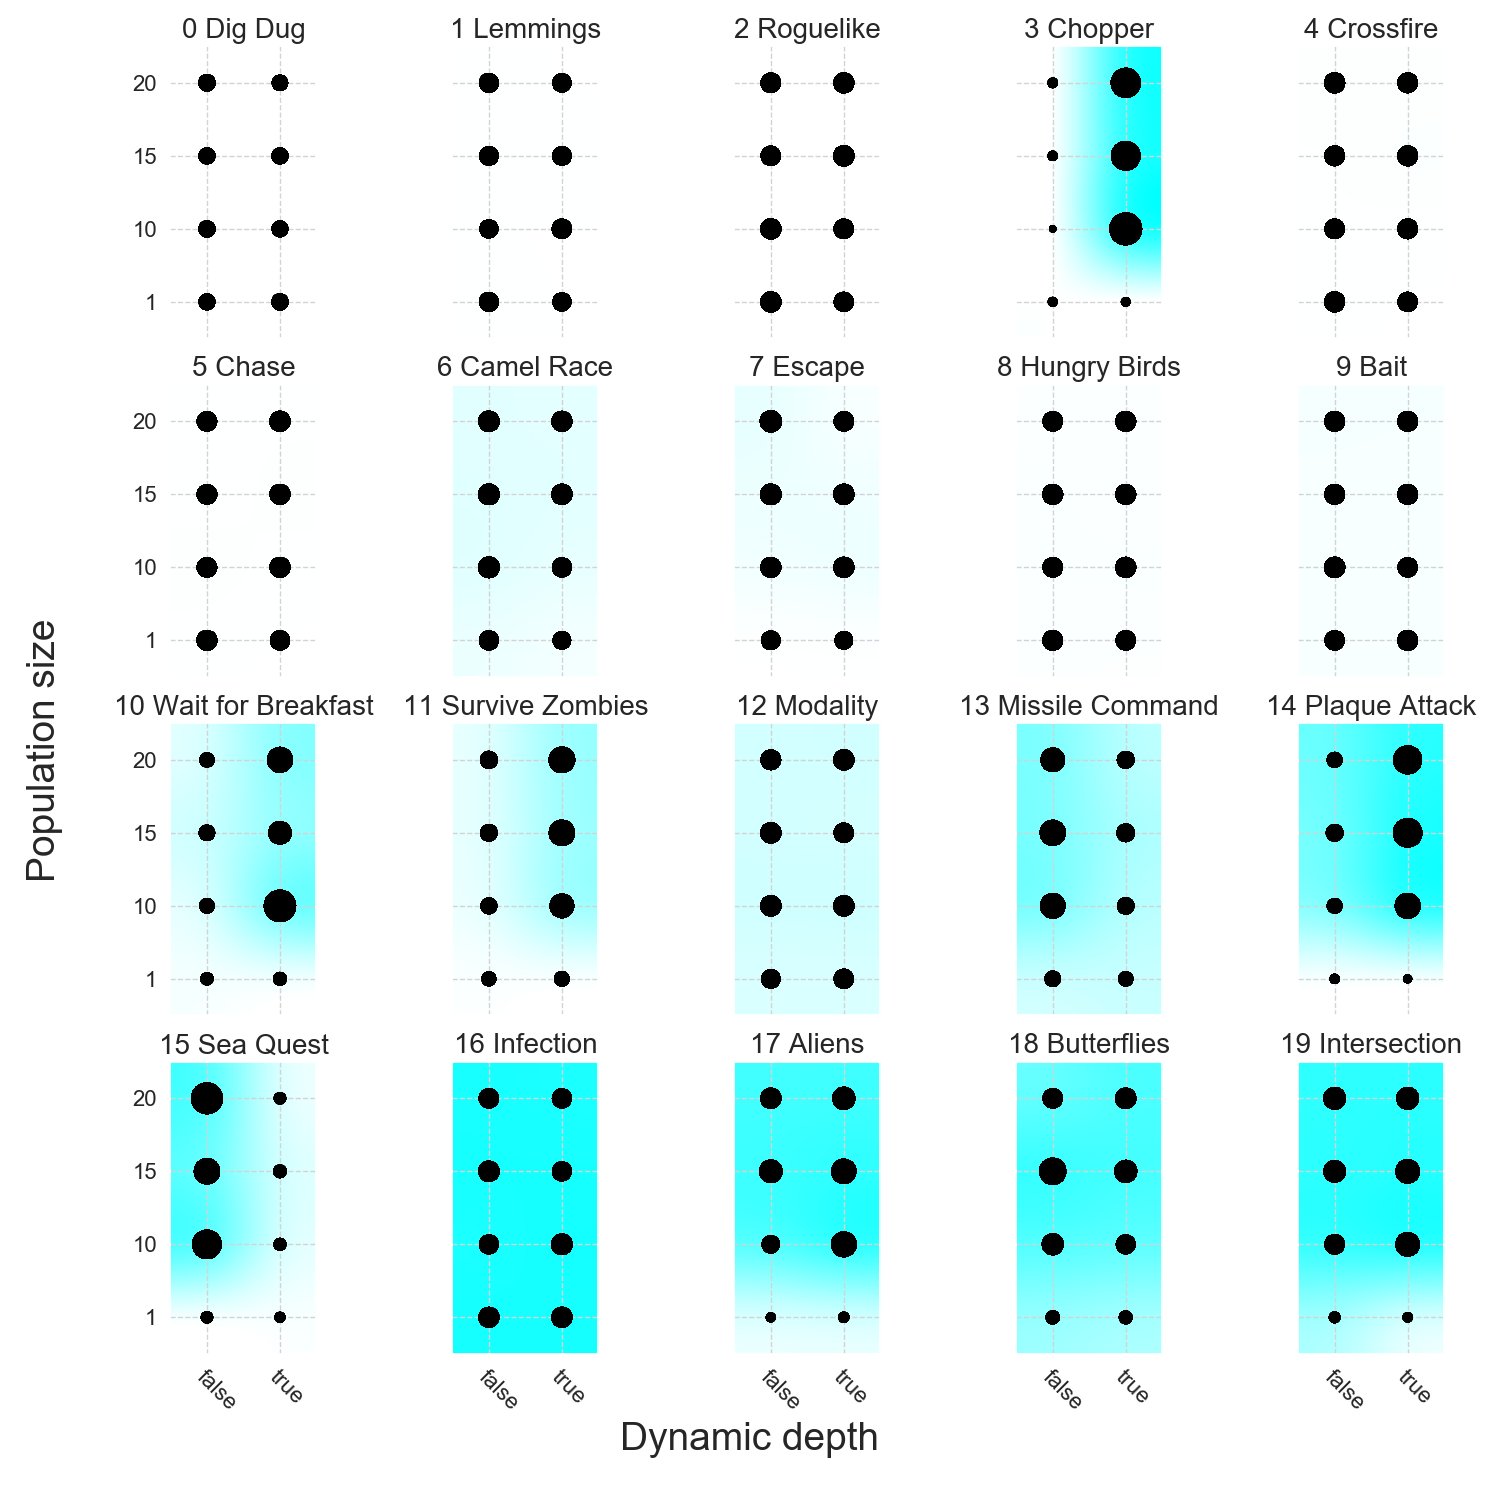 0 Dig Dug 1 Lemmings 2 Roguelike 3 Chopper 4 Crossfire
20
15
10
1
5 Chase 6 Camel Race 7 Escape 8 Hungry Birds 9 Bait
20
15
10
1
10 Wait for Breakfast 11 Survive Zombies 12 Modality 13 Missile Command 14 Plaque Attack
20
15
10
1
15 Sea Quest 16 Infection 17 Aliens 18 Butterflies 19 Intersection
20
15
10
1
false true false true false true false true false true
Population size
Dynamic depth